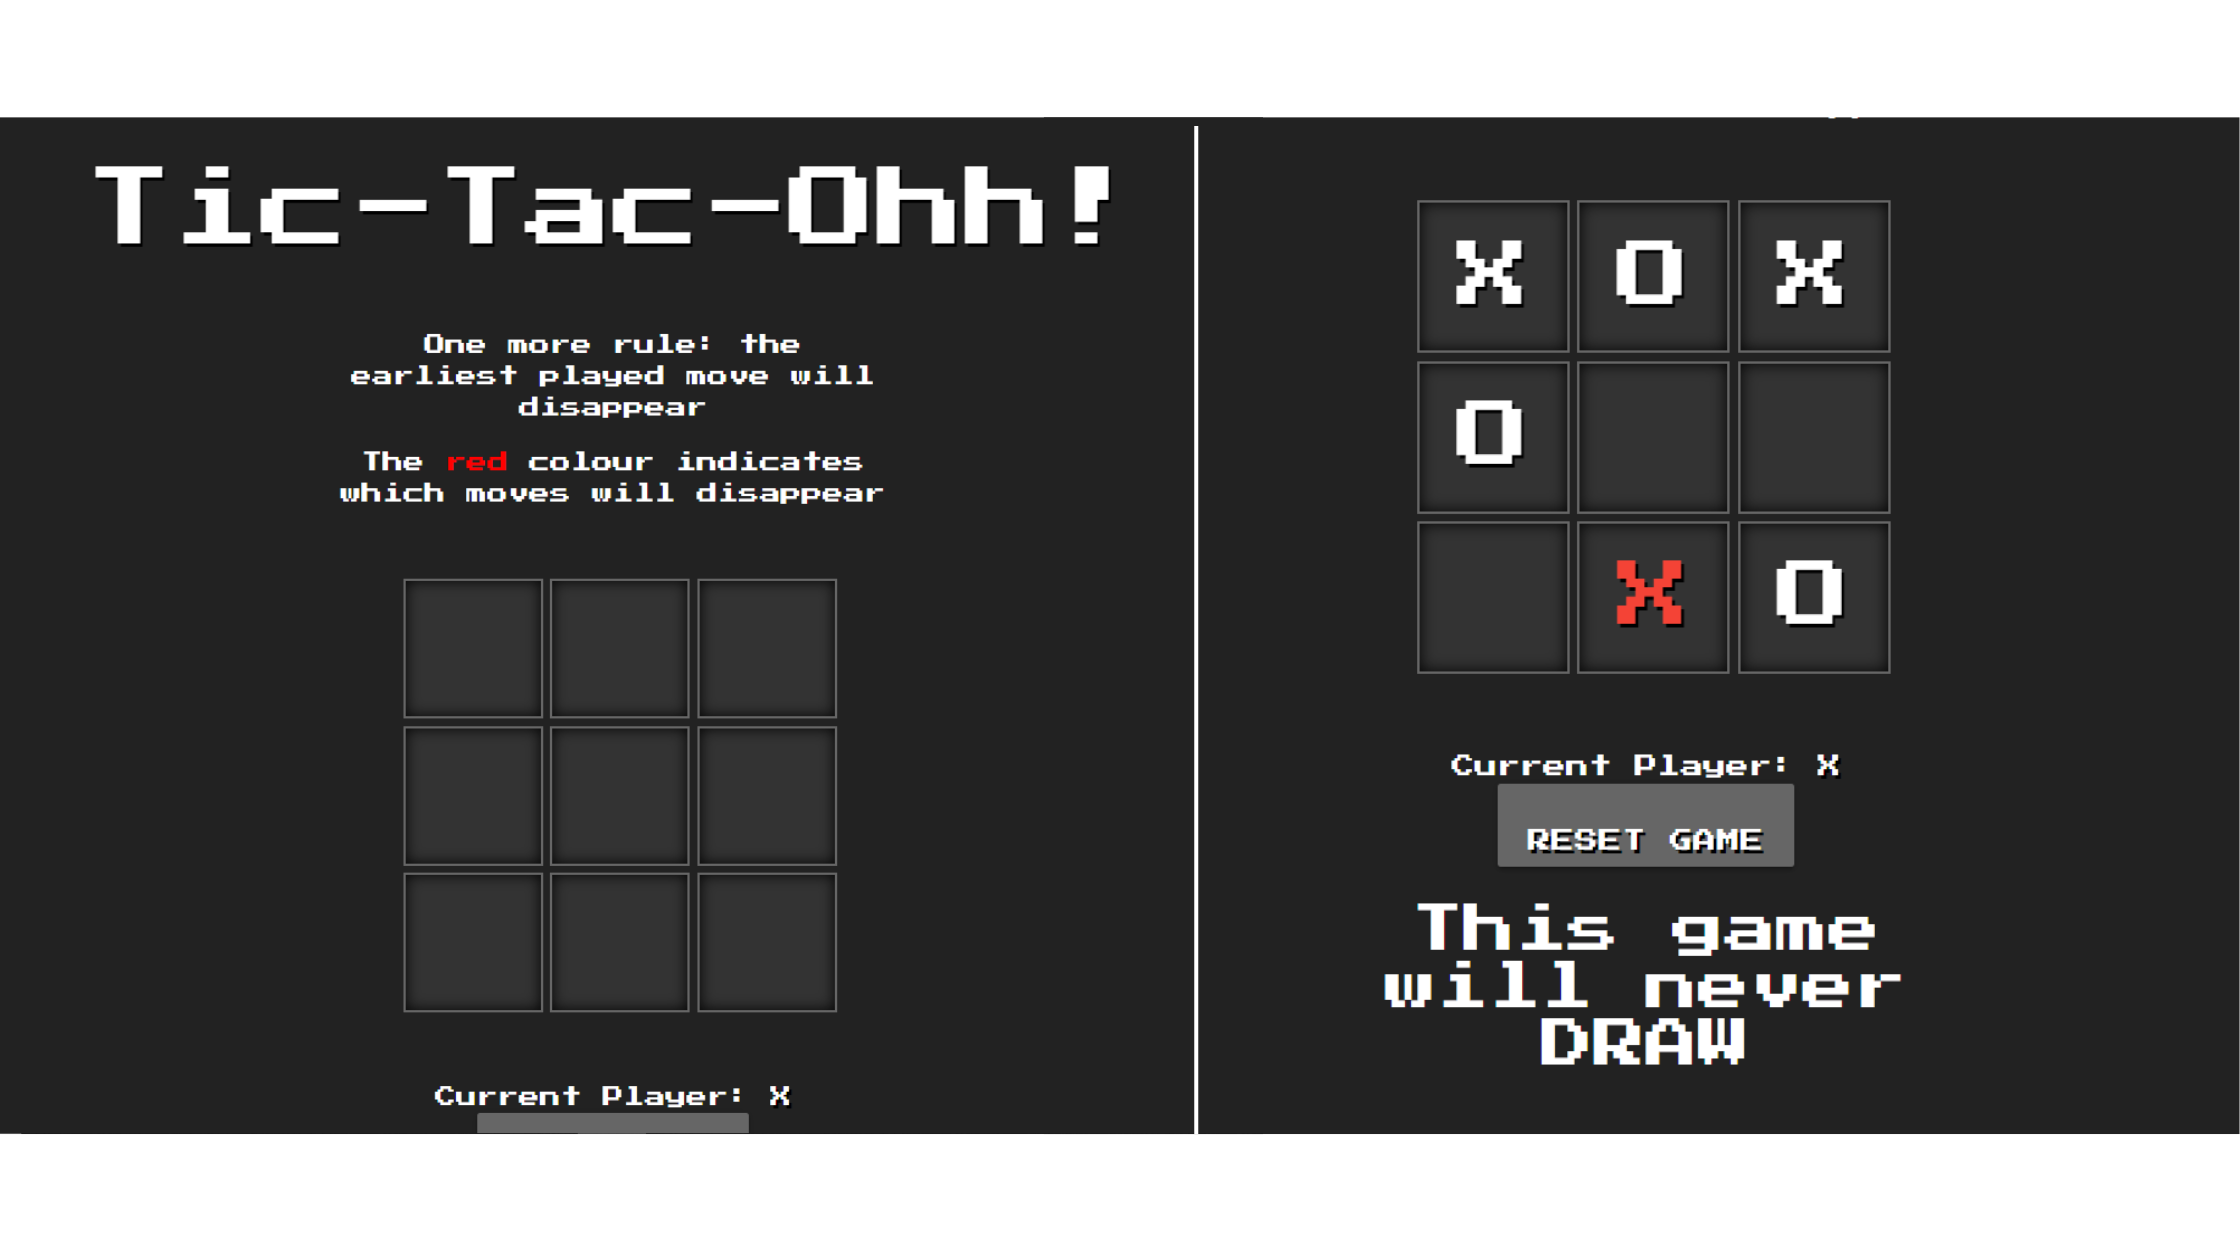 Tic-Tac-Ohh!
One more rule: the
earliest played move will
disappear
The red colour indicates
which moves will disappear
Current Player: X
X O X
O
X O
Current Player: X
RESET GAME
This game
will never
DRAW